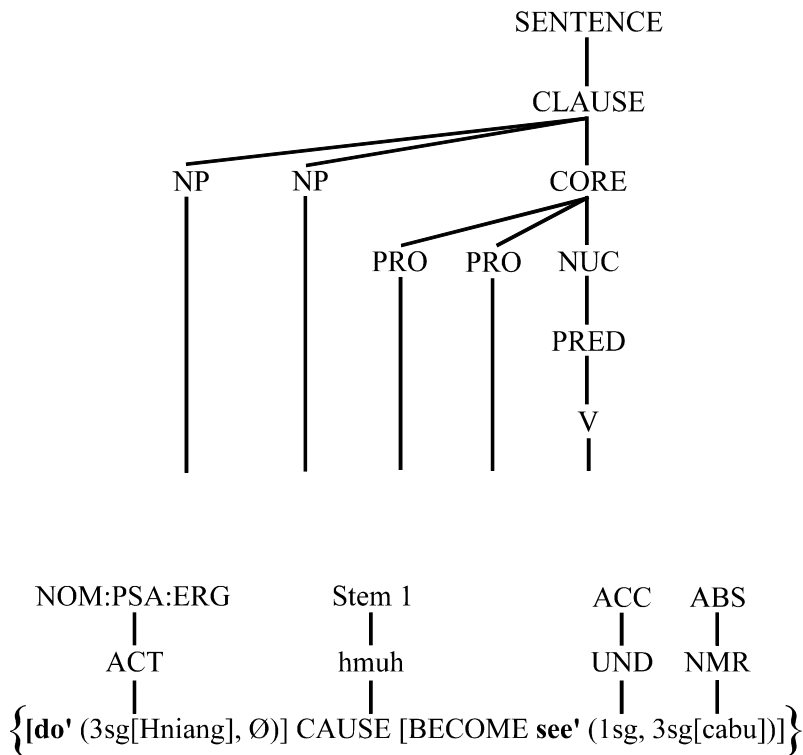 SENTENCE
CLAUSE
NP NP CORE
PRO PRO NUC
PRED
V
NOM:PSA:ERG Stem 1 ACC ABS
ACT hmuh UND NMR
{[do' (3sg[Hniang], Ø)] CAUSE [BECOME see' (1sg, 3sg[cabu])]}